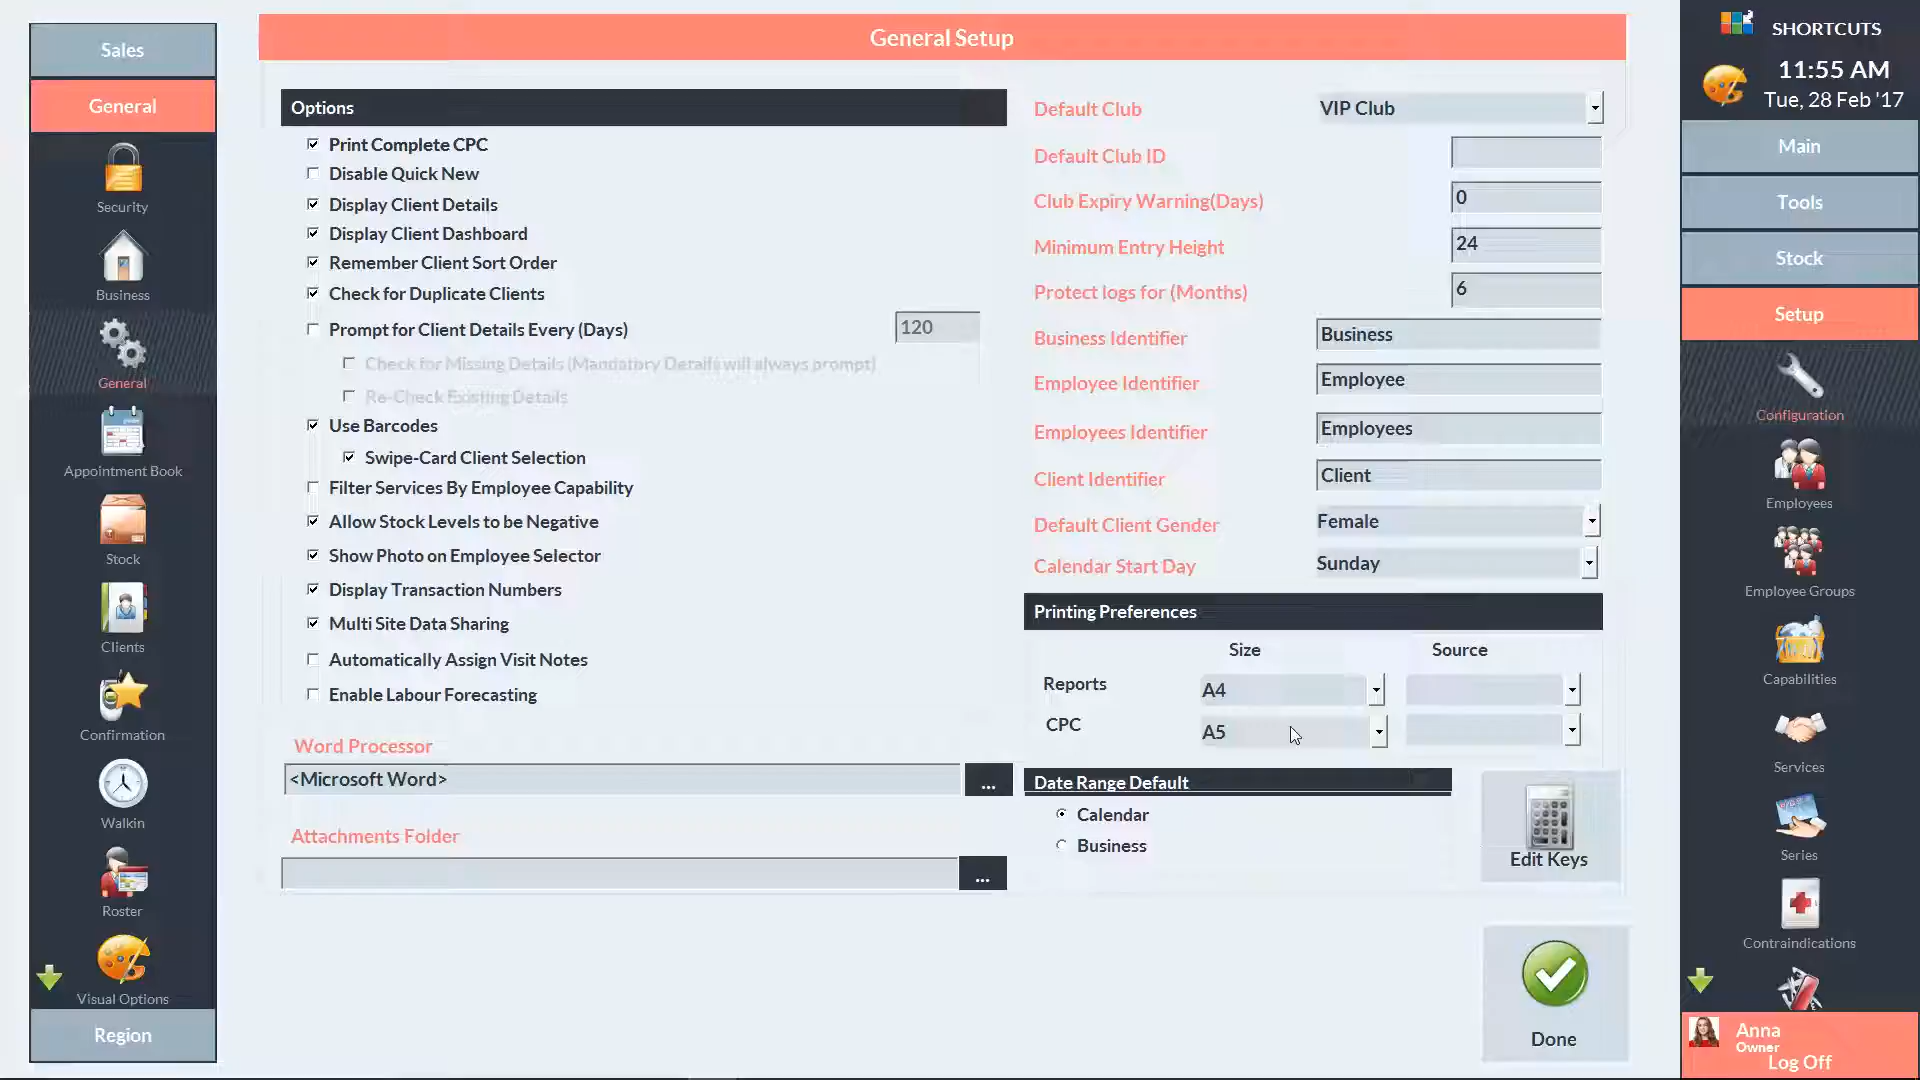 Sales
General
Security
Business
General
Appointment Book
Stock
Clients
Confirmation
Walkin
Roster
Visual Options
Region
General Setup
Options
Print Complete CPC
Disable Quick New
Display Client Details
Display Client Dashboard
Remember Client Sort Order
Check for Duplicate Clients
Prompt for Client Details Every (Days) 120
Check for Missing Details (Mandatory Details will always prompt)
Re-Check Existing Details
Use Barcodes
Swipe-Card Client Selection
Filter Services By Employee Capability
Allow Stock Levels to be Negative
Show Photo on Employee Selector
Display Transaction Numbers
Multi Site Data Sharing
Automatically Assign Visit Notes
Enable Labour Forecasting
Word Processor
<Microsoft Word> ...
Attachments Folder
...
Default Club VIP Club
Default Club ID
Club Expiry Warning(Days) 0
Minimum Entry Height 24
Protect logs for (Months) 6
Business Identifier Business
Employee Identifier Employee
Employees Identifier Employees
Client Identifier Client
Default Client Gender Female
Calendar Start Day Sunday
Printing Preferences
Size Source
Reports A4
CPC A5
Date Range Default
Calendar
Business
Edit Keys
Done
SHORTCUTS
11:55 AM
Tue, 28 Feb '17
Main
Tools
Stock
Setup
Configuration
Employees
Employee Groups
Capabilities
Services
Series
Contraindications
Anna
Owner
Log Off